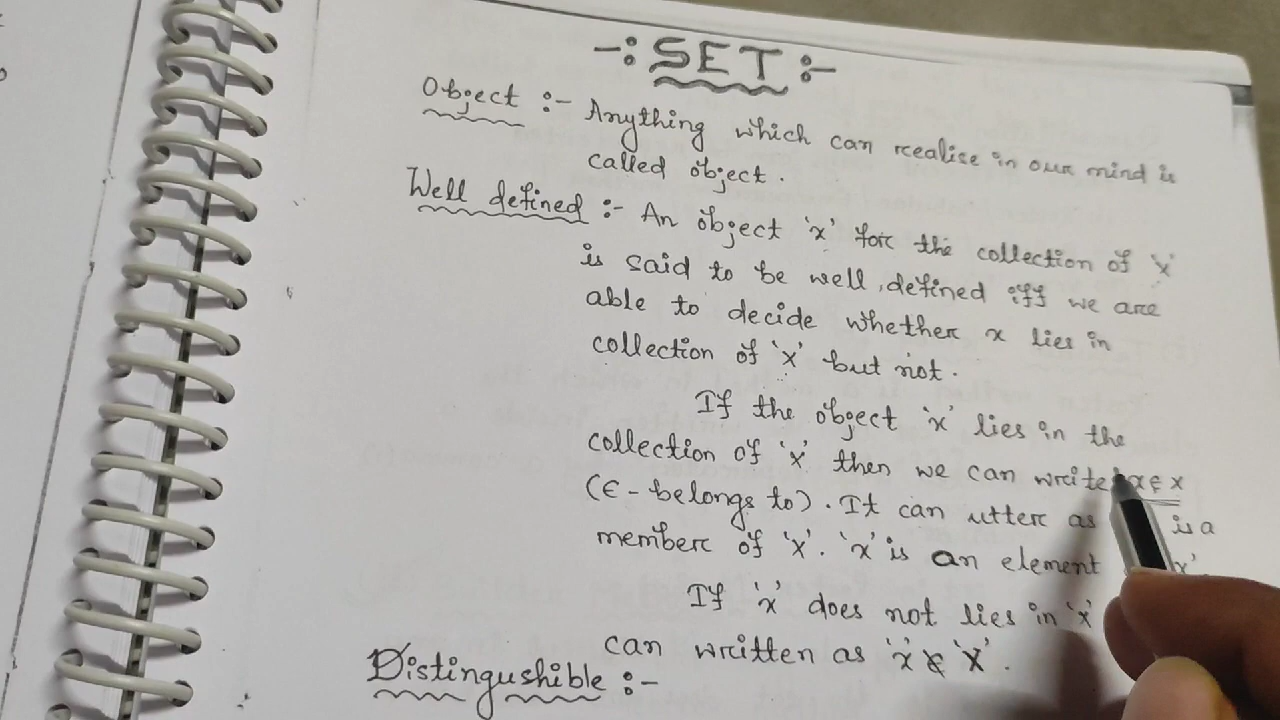 -: SET :-
Object :- Anything which can realise in our mind is
called object.
Well defined :- An object 'x' for the collection of 'x'
is said to be well defined iff we are
able to decide whether x lies in
collection of 'x' but not.
If the object 'x' lies in the
collection of 'x' then we can write x ∈ x
(∈ - belongs to). It can utter as is a
member of 'x'. 'x' is an element x'
If 'x' does not lies in 'x'
can written as 'x' ∉ 'X'.
Distingushible :-